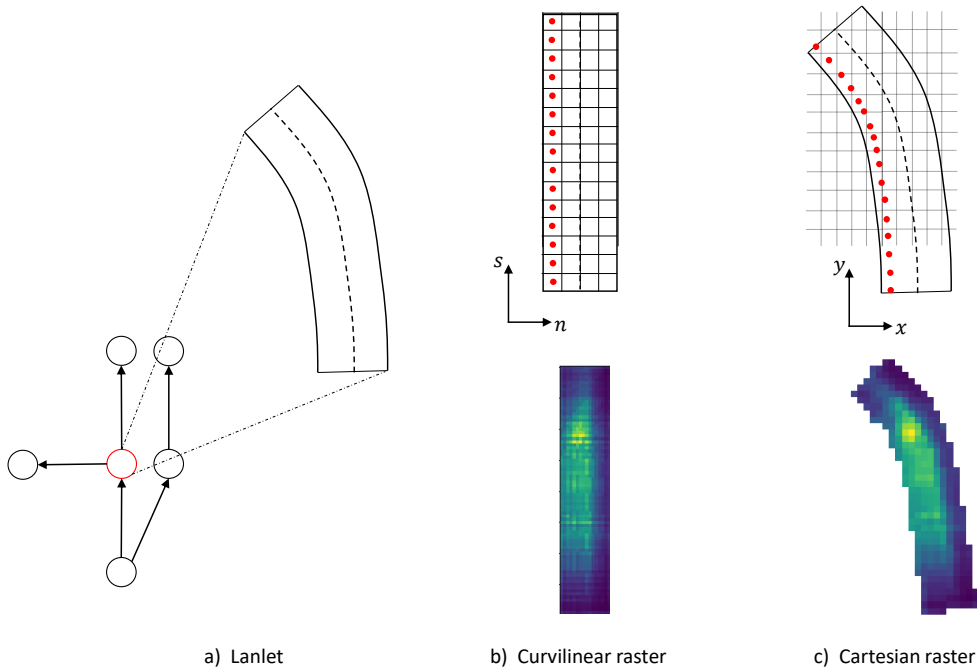 s
n
y
x
a) Lanlet
b) Curvilinear raster
c) Cartesian raster